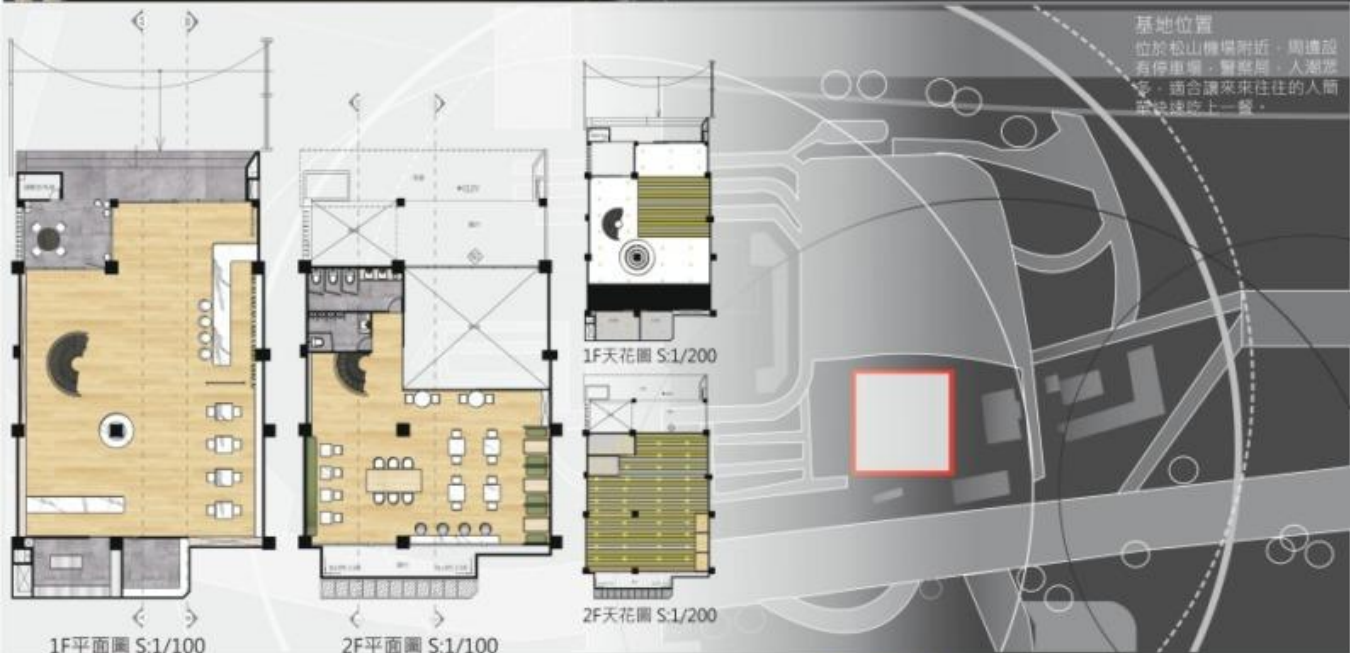 基地位置
位於松山機場附近，周邊設
有停車場，警察局，人潮眾
多，適合讓來來往往的人簡
單快速吃上一餐。
1F天花圖 S:1/200
2F天花圖 S:1/200
1F平面圖 S:1/100
2F平面圖 S:1/100